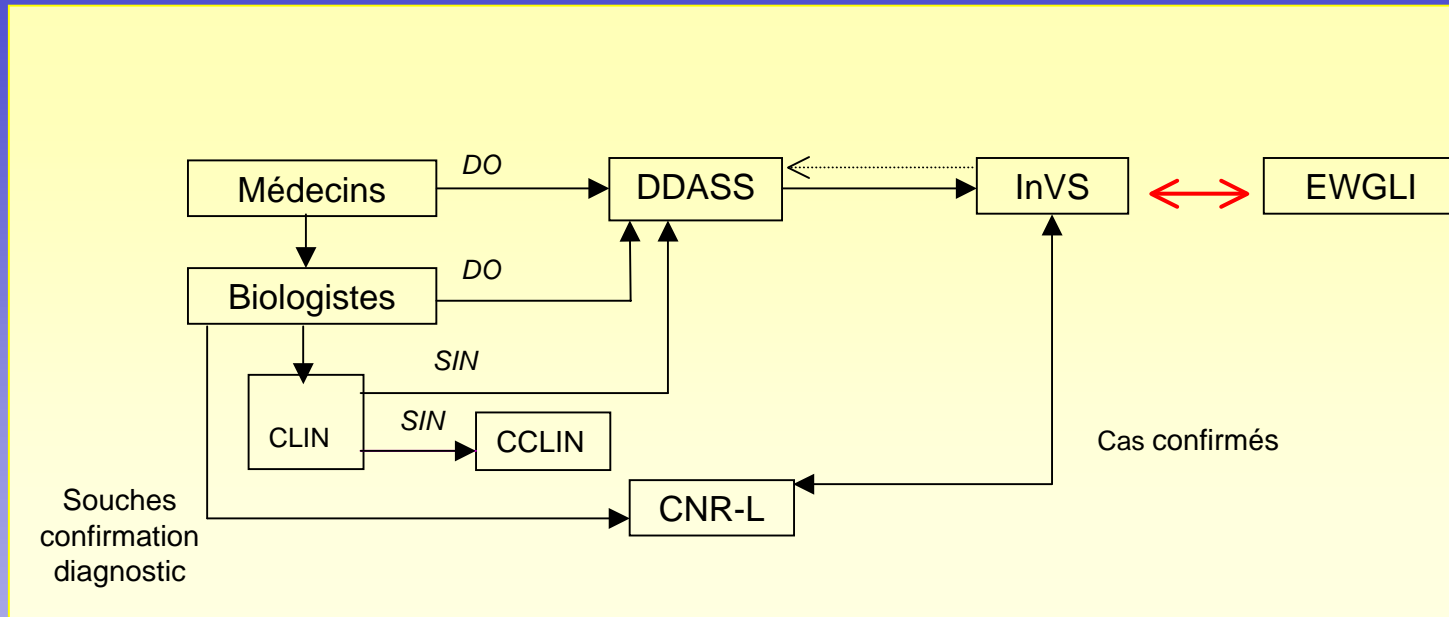 DO
Médecins
DDASS
InVS
EWGLI
DO
Biologistes
SIN
SIN
CLIN
CCLIN
Cas confirmés
CNR-L
Souches
confirmation
diagnostic